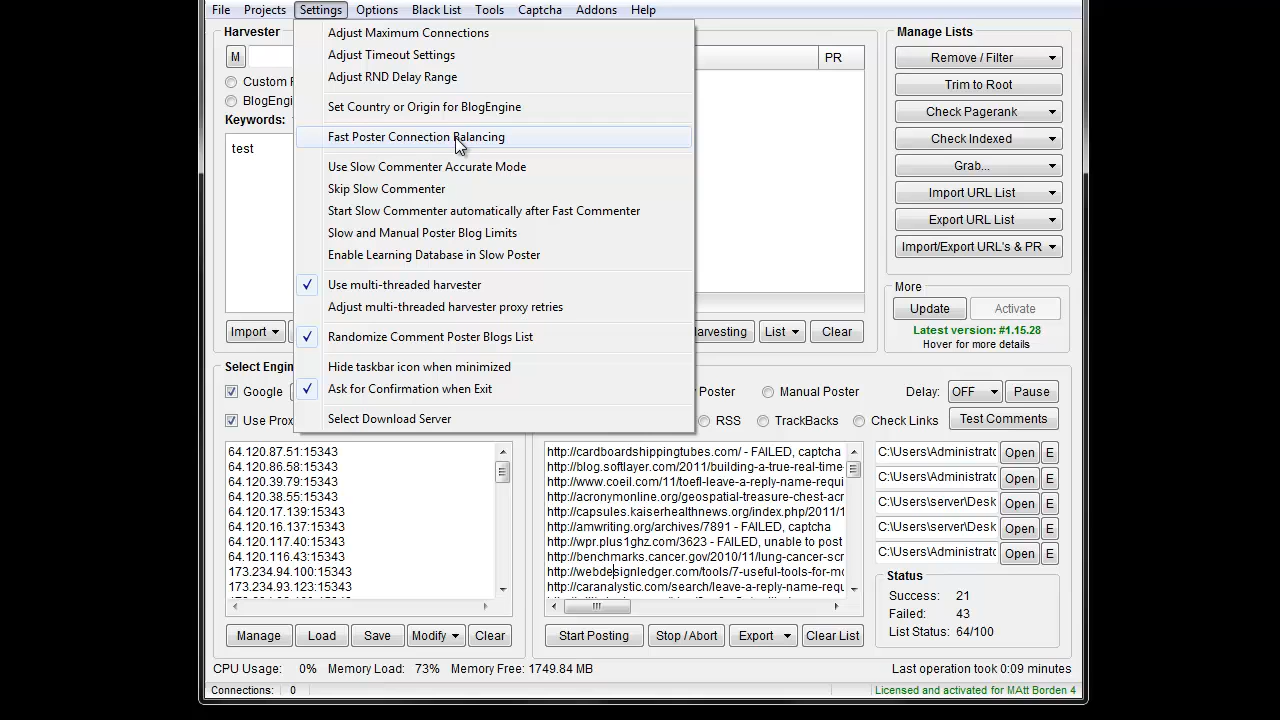 File Projects Settings Options Black List Tools Captcha Addons Help
Harvester
M
Custom
BlogEngi
Keywords:
test
Import
Adjust Maximum Connections
Adjust Timeout Settings
Adjust RND Delay Range
Set Country or Origin for BlogEngine
Fast Poster Connection Balancing
Use Slow Commenter Accurate Mode
Skip Slow Commenter
Start Slow Commenter automatically after Fast Commenter
Slow and Manual Poster Blog Limits
Enable Learning Database in Slow Poster
Use multi-threaded harvester
Adjust multi-threaded harvester proxy retries
Randomize Comment Poster Blogs List
Hide taskbar icon when minimized
Ask for Confirmation when Exit
Select Download Server
PR
arvesting List Clear
Manage Lists
Remove / Filter
Trim to Root
Check Pagerank
Check Indexed
Grab...
Import URL List
Export URL List
Import/Export URL's & PR
More
Update Activate
Latest version: #1.15.28
Hover for more details
Select Engin
Google
Use Prox
64.120.87.51:15343
64.120.86.58:15343
64.120.39.79:15343
64.120.38.55:15343
64.120.17.139:15343
64.120.16.137:15343
64.120.117.40:15343
64.120.116.43:15343
173.234.94.100:15343
173.234.93.123:15343
Manage Load Save Modify Clear
Poster Manual Poster Delay: OFF Pause
RSS TrackBacks Check Links Test Comments
http://cardboardshippingtubes.com/ - FAILED, captcha
http://blog.softlayer.com/2011/building-a-true-real-time-
http://www.coeil.com/11/toefl-leave-a-reply-name-requi
http://acronymonline.org/geospatial-treasure-chest-acr
http://capsules.kaiserhealthnews.org/index.php/2011/1
http://amwriting.org/archives/7891 - FAILED, captcha
http://wpr.plus1ghz.com/3623 - FAILED, unable to post
http://benchmarks.cancer.gov/2010/11/lung-cancer-scr
http://webdesignledger.com/tools/7-useful-tools-for-mo
http://caranalystic.com/search/leave-a-reply-name-requ
Start Posting Stop / Abort Export Clear List
C:\Users\Administrato Open E
C:\Users\Administrato Open E
C:\Users\server\Desk Open E
C:\Users\server\Desk Open E
C:\Users\Administrato Open E
Status
Success: 21
Failed: 43
List Status: 64/100
CPU Usage: 0% Memory Load: 73% Memory Free: 1749.84 MB Last operation took 0:09 minutes
Connections: 0 Licensed and activated for MAtt Borden 4